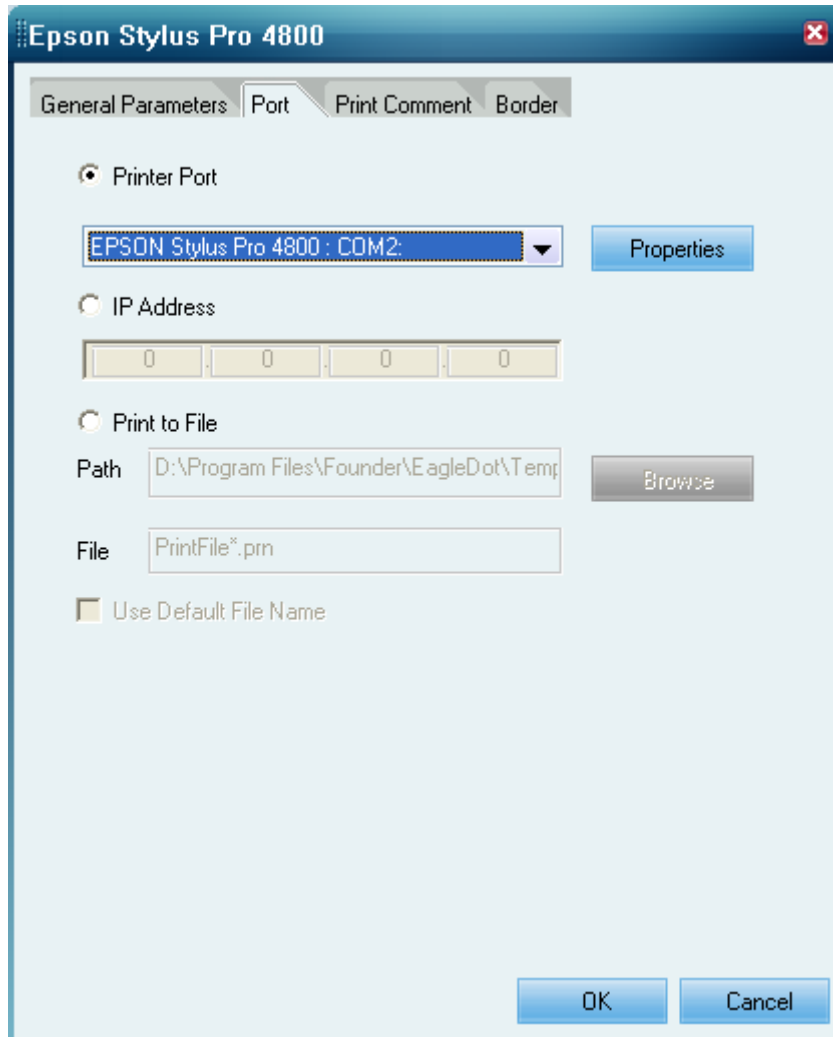 Epson Stylus Pro 4800
General Parameters Port Print Comment Border
Printer Port
EPSON Stylus Pro 4800 : COM2: Properties
IP Address
0 . 0 . 0 . 0
Print to File
Path D:\Program Files\Founder\EagleDot\Temp Browse
File PrintFile*.prn
Use Default File Name
OK Cancel